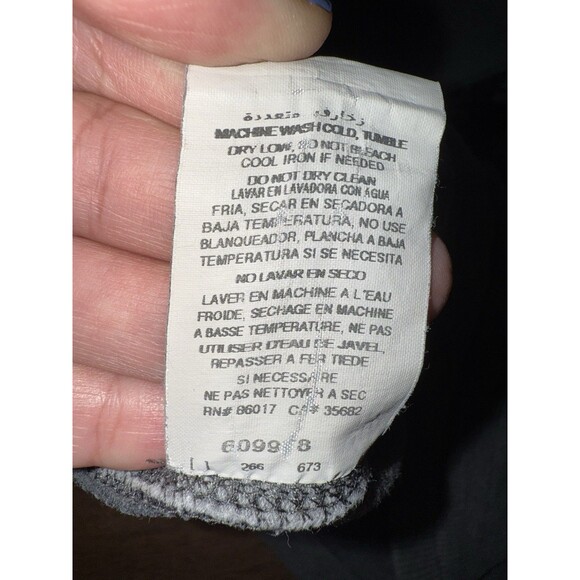 زخارف متعددة
MACHINE WASH COLD, TUMBLE
DRY LOW, DO NOT BLEACH
COOL IRON IF NEEDED
DO NOT DRY CLEAN
LAVAR EN LAVADORA CON AGUA
FRIA, SECAR EN SECADORA A
BAJA TEMPERATURA, NO USE
BLANQUEADOR, PLANCHA A BAJA
TEMPERATURA SI SE NECESITA
NO LAVAR EN SECO
LAVER EN MACHINE A L'EAU
FROIDE, SECHAGE EN MACHINE
A BASSE TEMPERATURE, NE PAS
UTILISER D'EAU DE JAVEL,
REPASSER A FER TIEDE
SI NECESSAIRE
NE PAS NETTOYER A SEC
RN# 86017 CA# 35682
266 673